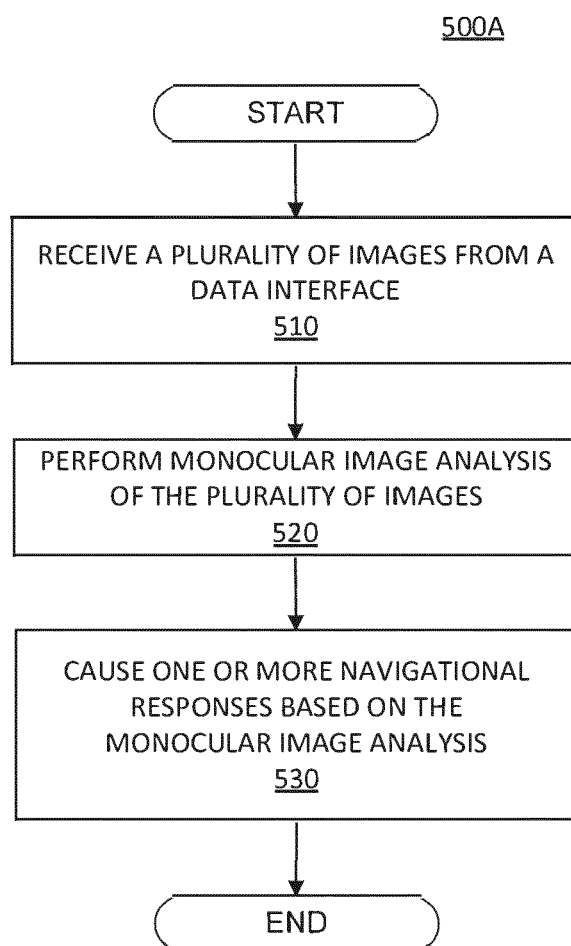 500A
START
RECEIVE A PLURALITY OF IMAGES FROM A
DATA INTERFACE
510
PERFORM MONOCULAR IMAGE ANALYSIS
OF THE PLURALITY OF IMAGES
520
CAUSE ONE OR MORE NAVIGATIONAL
RESPONSES BASED ON THE
MONOCULAR IMAGE ANALYSIS
530
END